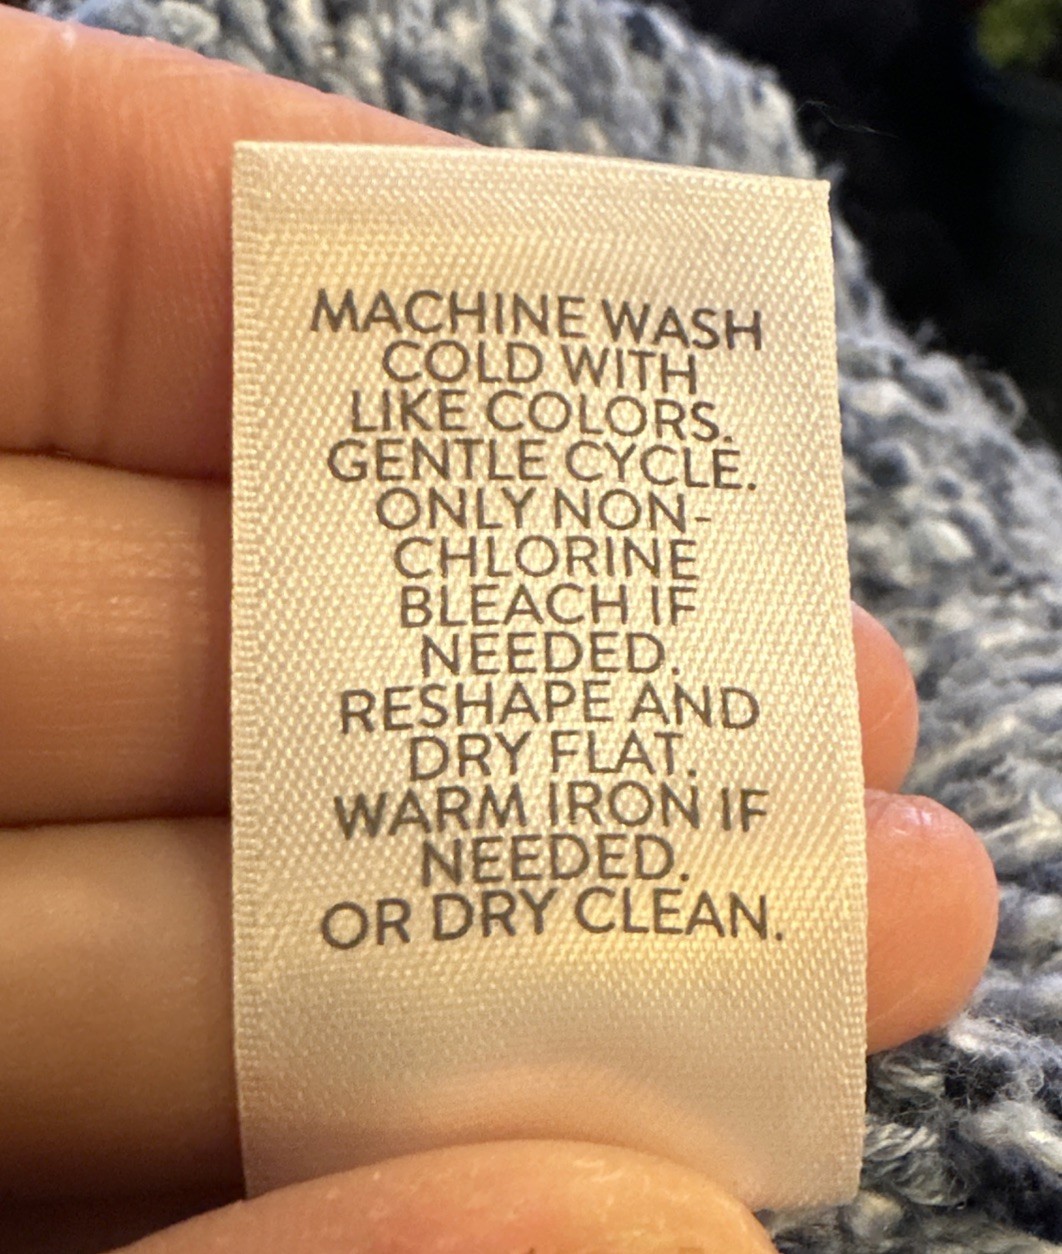 MACHINE WASH
COLD WITH
LIKE COLORS.
GENTLE CYCLE.
ONLY NON-
CHLORINE
BLEACH IF
NEEDED.
RESHAPE AND
DRY FLAT.
WARM IRON IF
NEEDED.
OR DRY CLEAN.